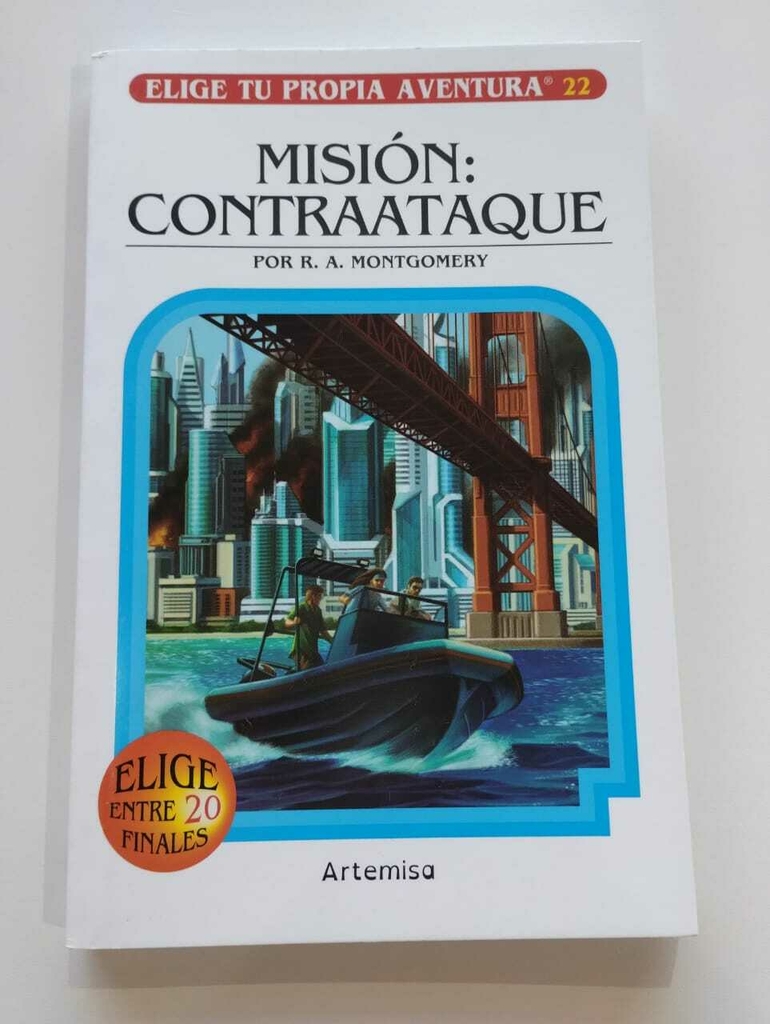 ELIGE TU PROPIA AVENTURA® 22
MISIÓN:
CONTRAATAQUE
POR R. A. MONTGOMERY
ELIGE
ENTRE 20
FINALES
Artemisa